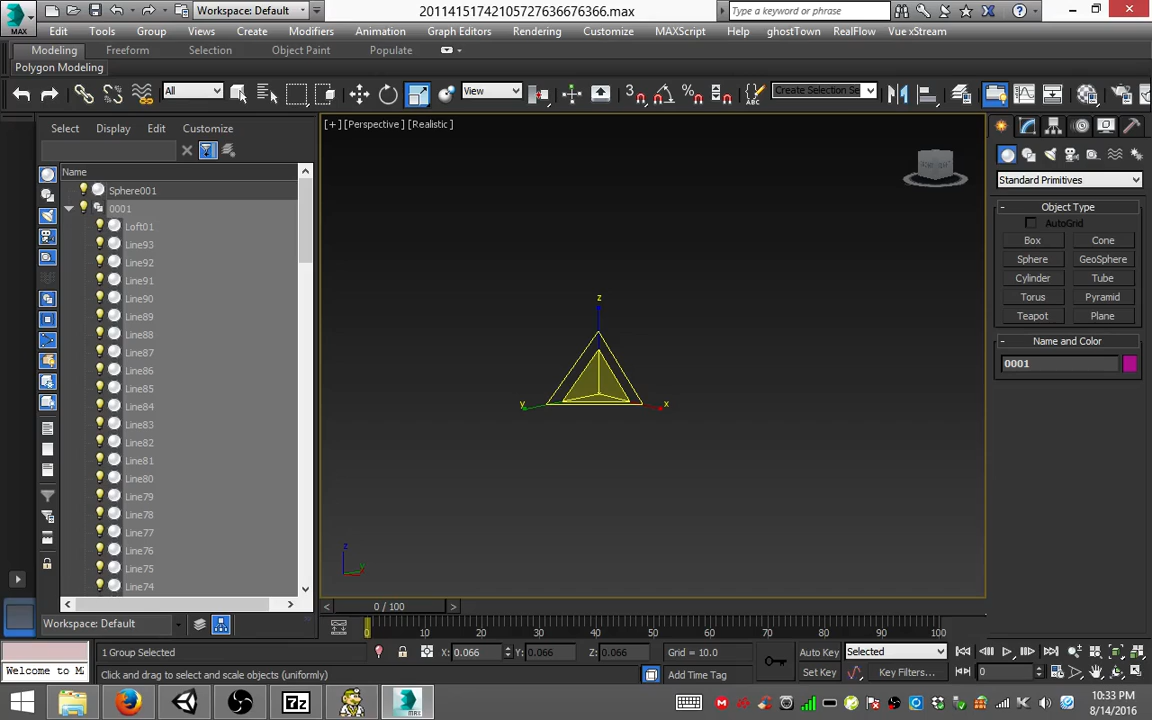 Workspace: Default
20114151742105727636676366.max
Type a keyword or phrase
MAX
Edit Tools Group Views Create Modifiers Animation Graph Editors Rendering Customize MAXScript Help ghostTown RealFlow Vue xStream
Modeling Freeform Selection Object Paint Populate
Polygon Modeling
All
View
3
Create Selection Se
Select Display Edit Customize
[+] [Perspective] [Realistic]
Name
Standard Primitives
Sphere001
0001
Loft01
Line93
Line92
Line91
Line90
Line89
Line88
Line87
Line86
Line85
Line84
Line83
Line82
Line81
Line80
Line79
Line78
Line77
Line76
Line75
Line74
Object Type
AutoGrid
Box Cone
Sphere GeoSphere
Cylinder Tube
Torus Pyramid
Teapot Plane
Name and Color
0001
z
y
x
z
0 / 100
Workspace: Default
0 10 20 30 40 50 60 70 80 90 100
1 Group Selected X: 0.066 Y: 0.066 Z: 0.066 Grid = 10.0 Auto Key Selected
Welcome to M
Click and drag to select and scale objects (uniformly) Add Time Tag Set Key Key Filters... 0
7z
MAX
10:33 PM
8/14/2016